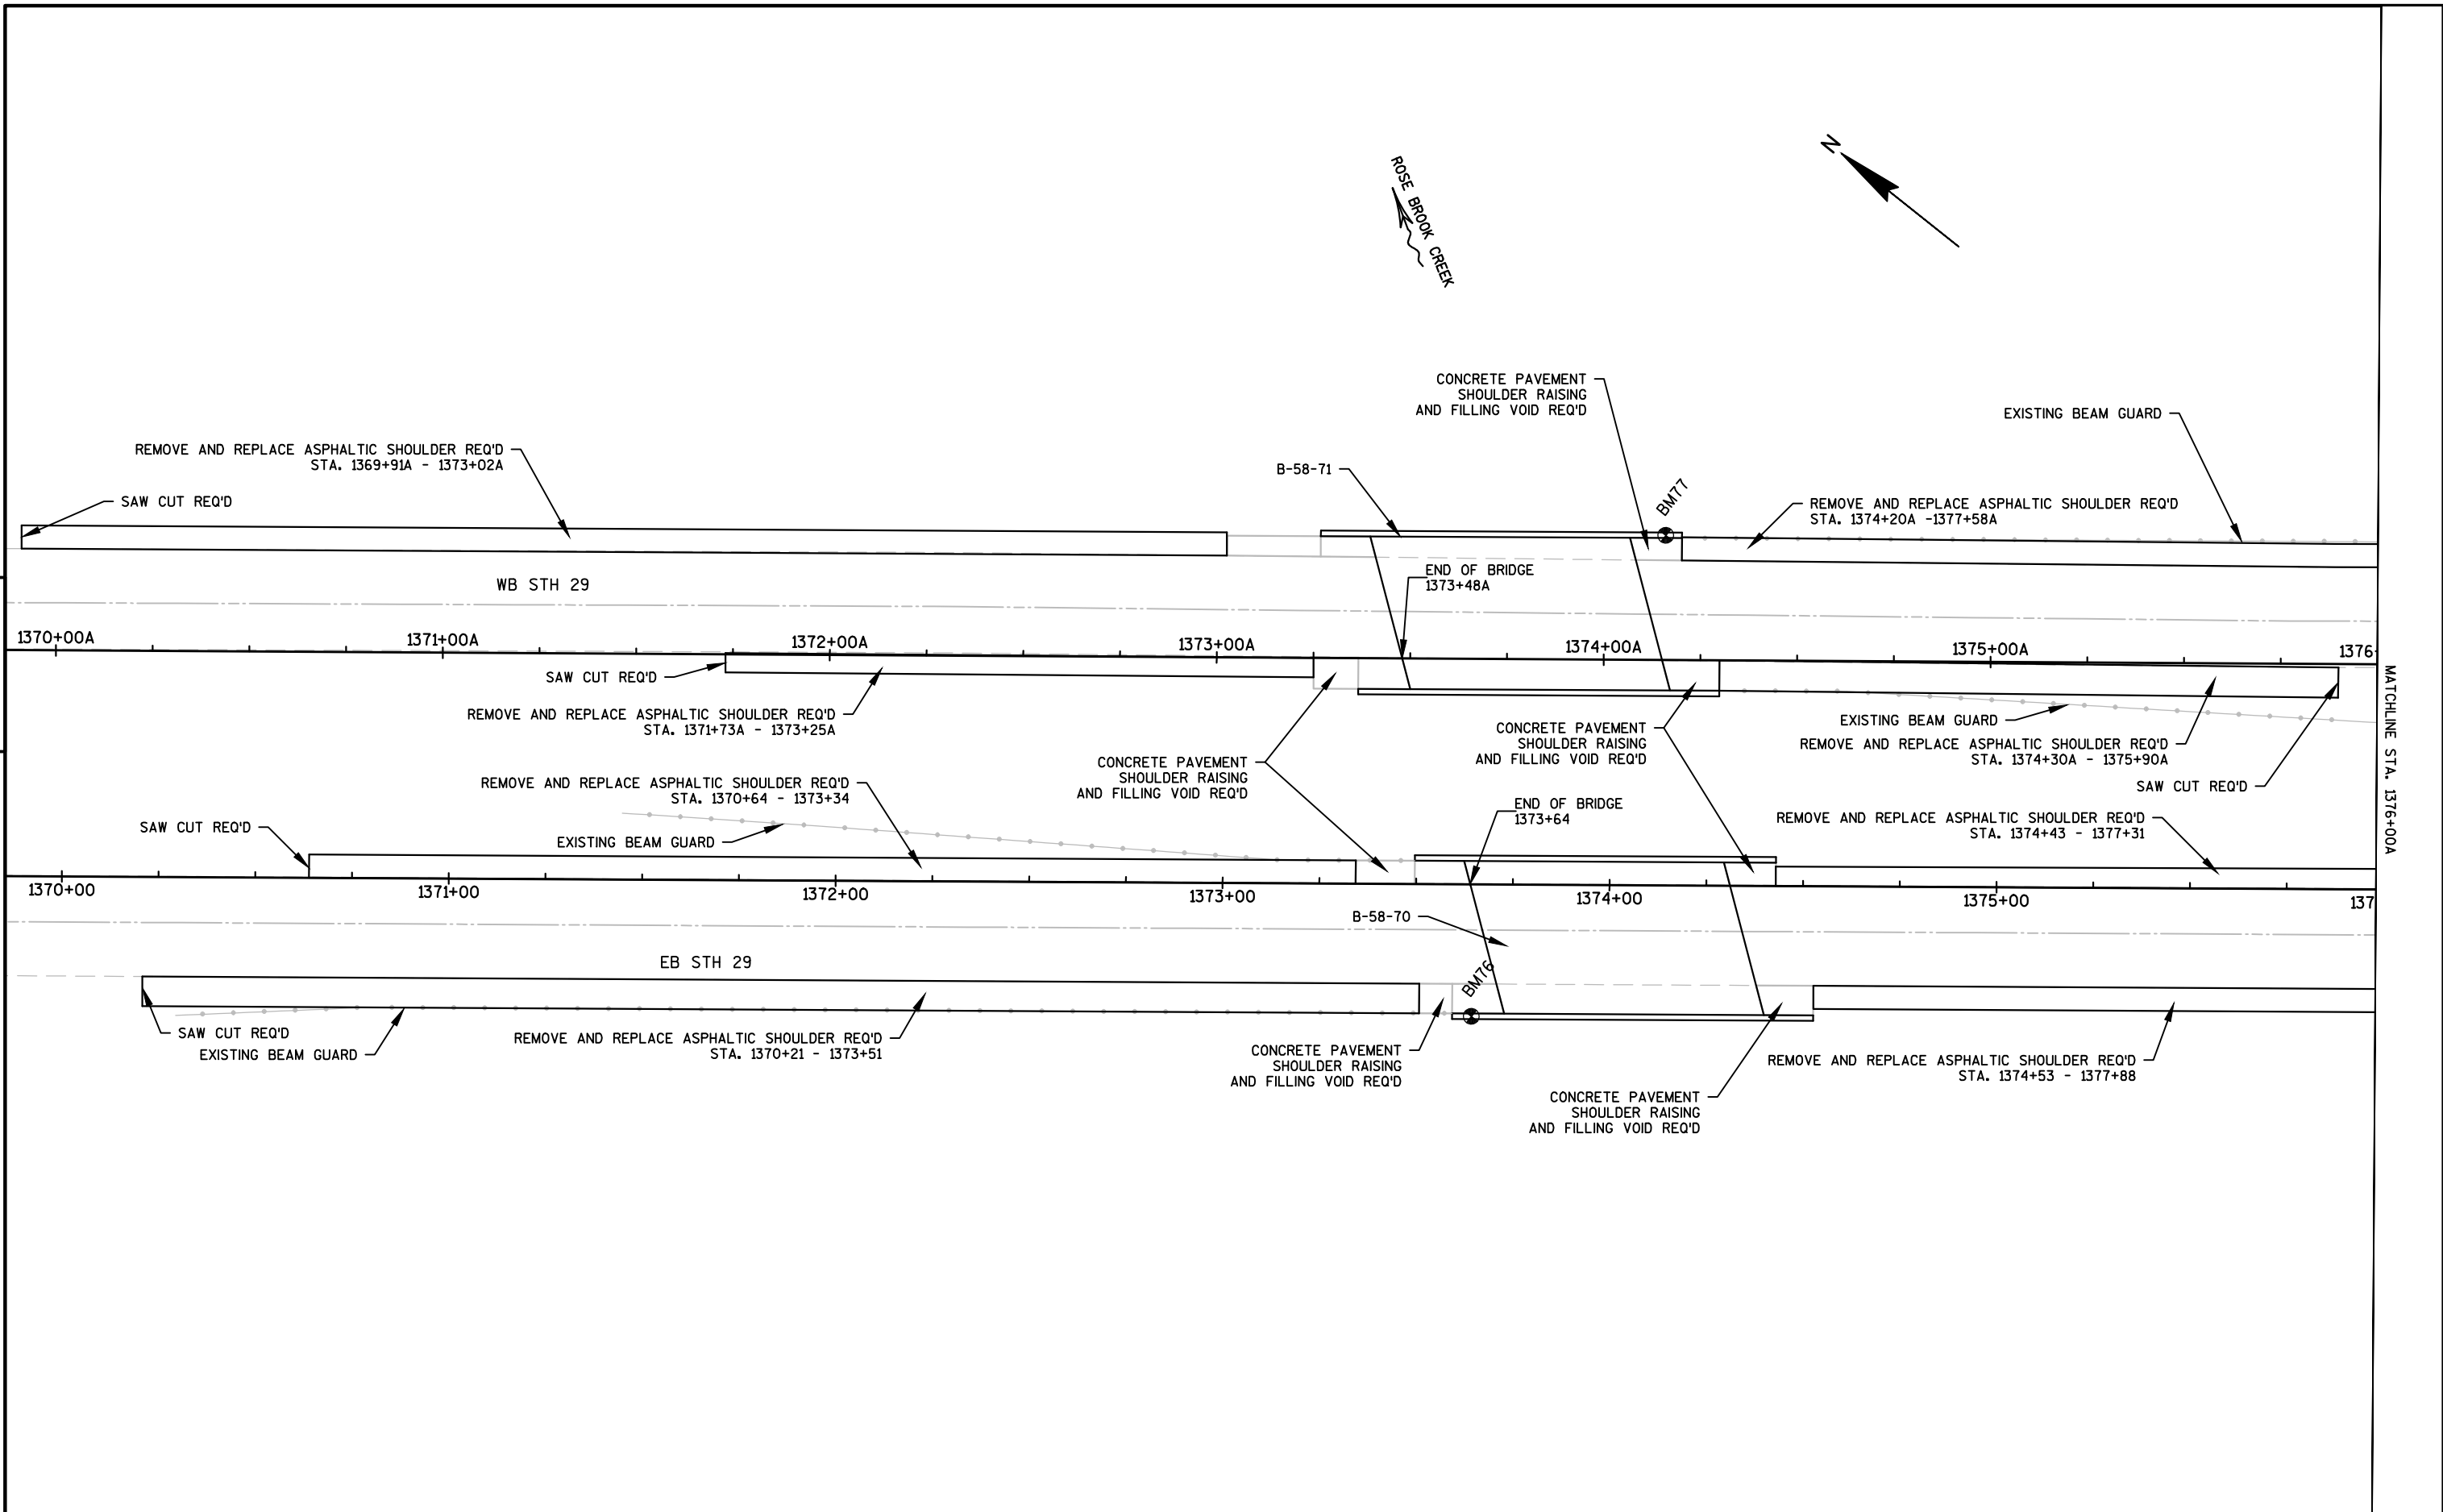 N
ROSE BROOK CREEK
CONCRETE PAVEMENT
SHOULDER RAISING
AND FILLING VOID REQ'D
EXISTING BEAM GUARD
REMOVE AND REPLACE ASPHALTIC SHOULDER REQ'D
STA. 1369+91A - 1373+02A
SAW CUT REQ'D
B-58-71
BM77
REMOVE AND REPLACE ASPHALTIC SHOULDER REQ'D
STA. 1374+20A -1377+58A
WB STH 29
END OF BRIDGE
1373+48A
1370+00A
1371+00A
1372+00A
1373+00A
1374+00A
1375+00A
1376+
SAW CUT REQ'D
REMOVE AND REPLACE ASPHALTIC SHOULDER REQ'D
STA. 1371+73A - 1373+25A
CONCRETE PAVEMENT
SHOULDER RAISING
AND FILLING VOID REQ'D
CONCRETE PAVEMENT
SHOULDER RAISING
AND FILLING VOID REQ'D
EXISTING BEAM GUARD
REMOVE AND REPLACE ASPHALTIC SHOULDER REQ'D
STA. 1374+30A - 1375+90A
SAW CUT REQ'D
MATCHLINE STA. 1376+00A
REMOVE AND REPLACE ASPHALTIC SHOULDER REQ'D
STA. 1370+64 - 1373+34
SAW CUT REQ'D
EXISTING BEAM GUARD
END OF BRIDGE
1373+64
REMOVE AND REPLACE ASPHALTIC SHOULDER REQ'D
STA. 1374+43 - 1377+31
1370+00
1371+00
1372+00
1373+00
1374+00
1375+00
137
B-58-70
EB STH 29
BM76
SAW CUT REQ'D
EXISTING BEAM GUARD
REMOVE AND REPLACE ASPHALTIC SHOULDER REQ'D
STA. 1370+21 - 1373+51
CONCRETE PAVEMENT
SHOULDER RAISING
AND FILLING VOID REQ'D
CONCRETE PAVEMENT
SHOULDER RAISING
AND FILLING VOID REQ'D
REMOVE AND REPLACE ASPHALTIC SHOULDER REQ'D
STA. 1374+53 - 1377+88